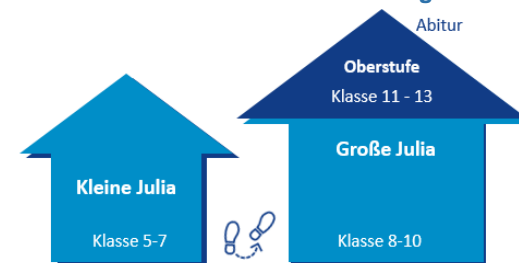 Abitur
Oberstufe
Klasse 11 - 13
Große Julia
Kleine Julia
Klasse 5-7
Klasse 8-10